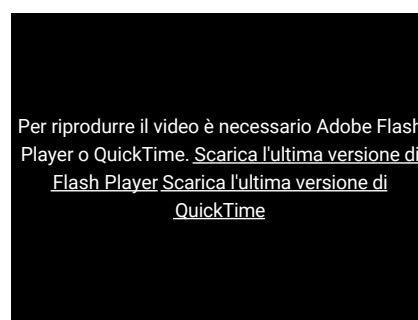 Per riprodurre il video è necessario Adobe Flash
Player o QuickTime. Scarica l'ultima versione di
Flash Player Scarica l'ultima versione di
QuickTime